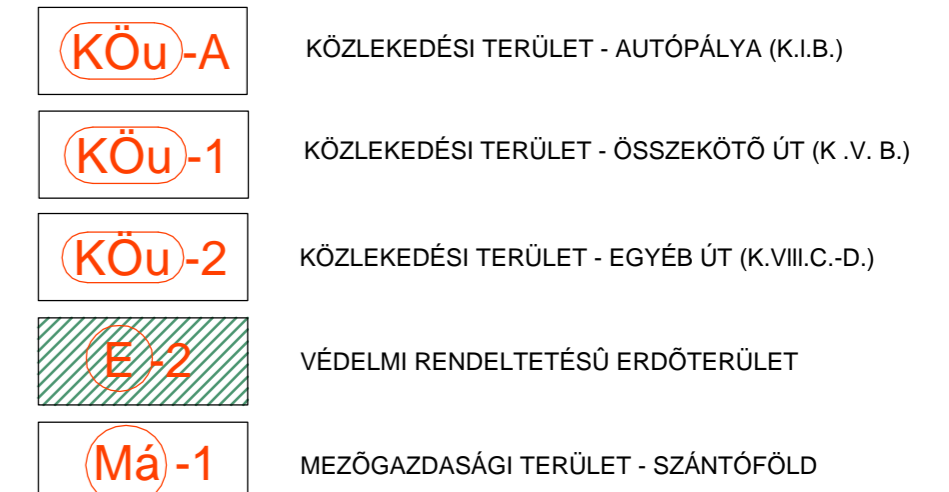 KÖu-A KÖZLEKEDÉSI TERÜLET - AUTÓPÁLYA (K.I.B.)
KÖu-1 KÖZLEKEDÉSI TERÜLET - ÖSSZEKÖTÕ ÚT (K .V. B.)
KÖu-2 KÖZLEKEDÉSI TERÜLET - EGYÉB ÚT (K.VIII.C.-D.)
E-2 VÉDELMI RENDELTETÉSÛ ERDÕTERÜLET
Má-1 MEZÕGAZDASÁGI TERÜLET - SZÁNTÓFÖLD